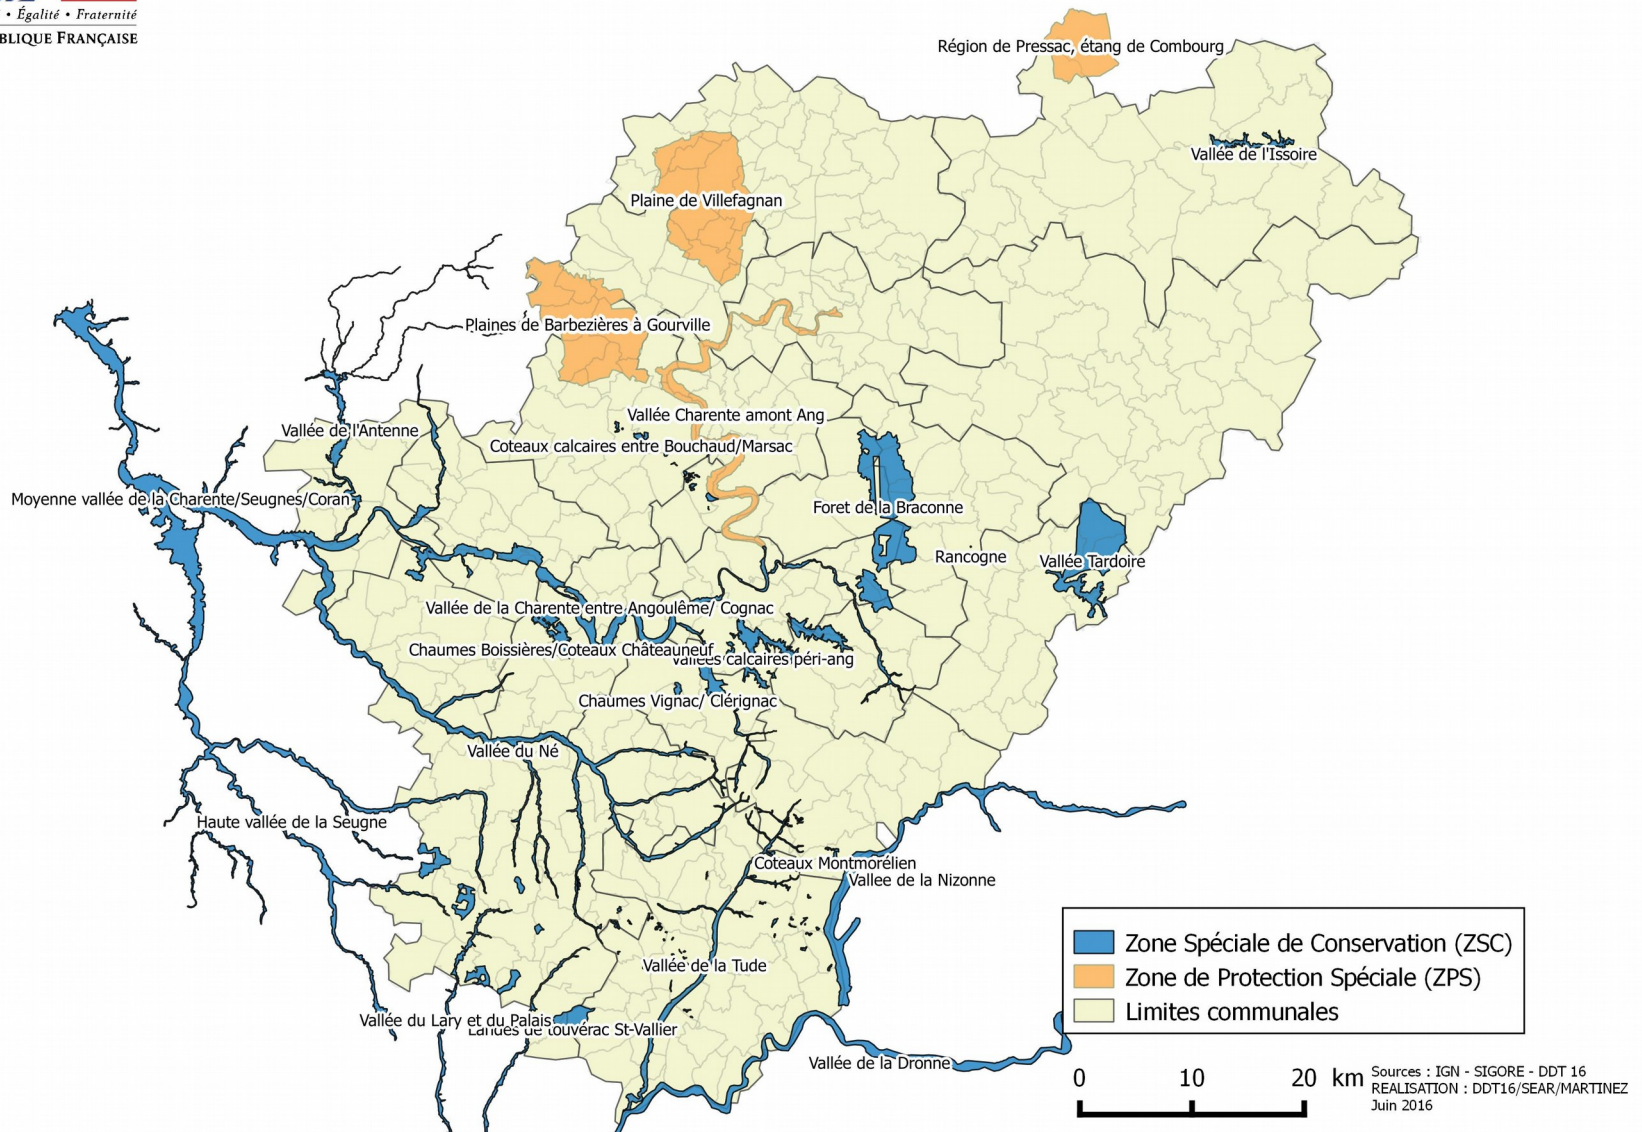 • Égalité • Fraternité
BLIQUE FRANÇAISE
Région de Pressac, étang de Combourg
Vallée de l'Issoire
Plaine de Villefagnan
Plaines de Barbezières à Gourville
Vallée Charente amont Ang
Vallée de l'Antenne
Coteaux calcaires entre Bouchaud/Marsac
Moyenne vallée de la Charente/Seugnes/Coran
Foret de la Braconne
Rancogne
Vallée Tardoire
Vallée de la Charente entre Angoulême/ Cognac
Chaumes Boissières/Coteaux Châteauneuf
Vallées calcaires péri-ang
Chaumes Vignac/ Clérignac
Vallée du Né
Haute vallée de la Seugne
Coteaux Montmorélien
Vallee de la Nizonne
Vallée de la Tude
Vallée du Lary et du Palais
Landes de Touvérac St-Vallier
Vallée de la Dronne
Zone Spéciale de Conservation (ZSC)
Zone de Protection Spéciale (ZPS)
Limites communales
0 10 20 km
Sources : IGN - SIGORE - DDT 16
REALISATION : DDT16/SEAR/MARTINEZ
Juin 2016